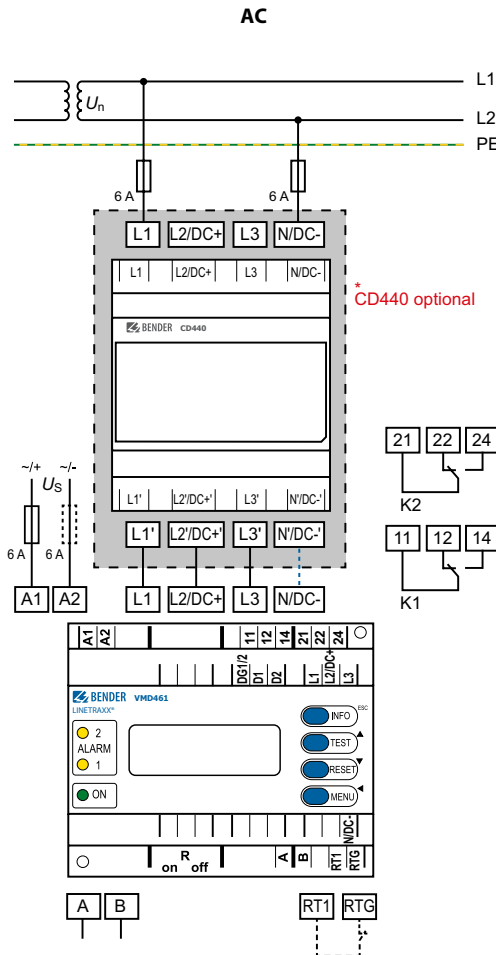 AC
L1
Un
L2
PE
6 A 6 A
L1 L2/DC+ L3 N/DC-
L1 L2/DC+ L3 N/DC-
*
CD440 optional
BENDER CD440
21 22 24
K2
~/+ ~/-
US
L1' L2'/DC+' L3' N'/DC-'
L1' L2'/DC+' L3' N'/DC-'
11 12 14
6 A 6 A
K1
A1 A2 L1 L2/DC+ L3 N/DC-
A1 A2 11 12 14 21 22 24
DG1/2 D1 D2 L1 L2/DC+ L3
BENDER VMD461
LINETRAXX®
INFO ESC
2
ALARM
1
TEST
RESET
ON
MENU
N/DC-
R
on off
A B RT1 RTG
A B RT1 RTG